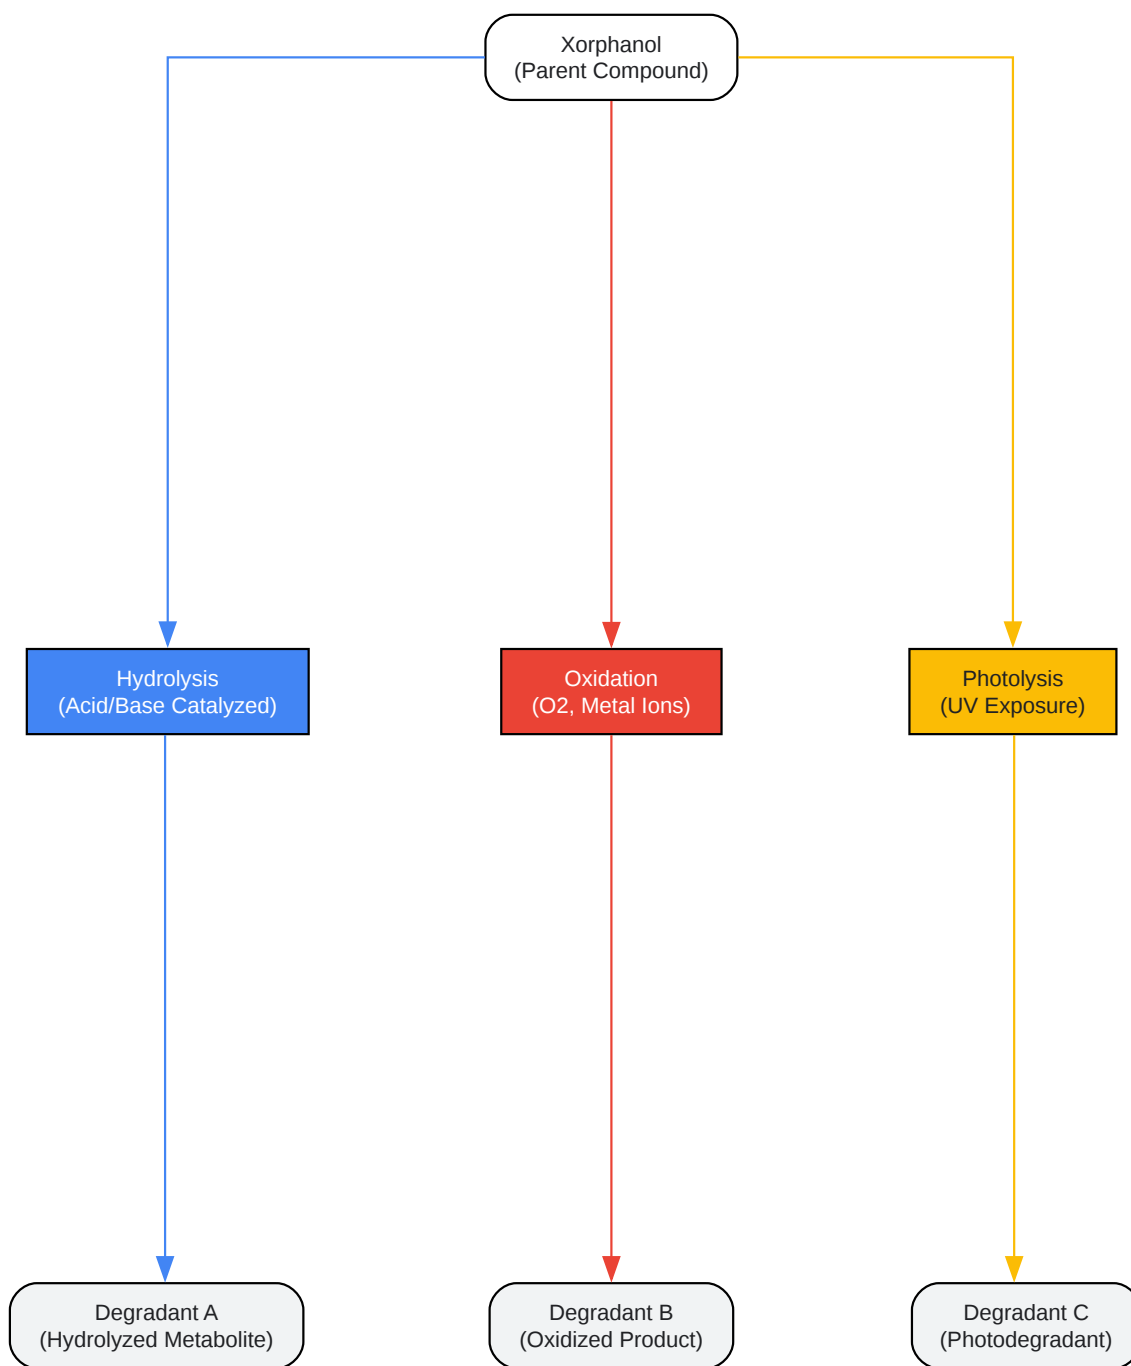 Xorphanol
(Parent Compound)
Hydrolysis
(Acid/Base Catalyzed)
Oxidation
(O2, Metal Ions)
Photolysis
(UV Exposure)
Degradant A
(Hydrolyzed Metabolite)
Degradant B
(Oxidized Product)
Degradant C
(Photodegradant)